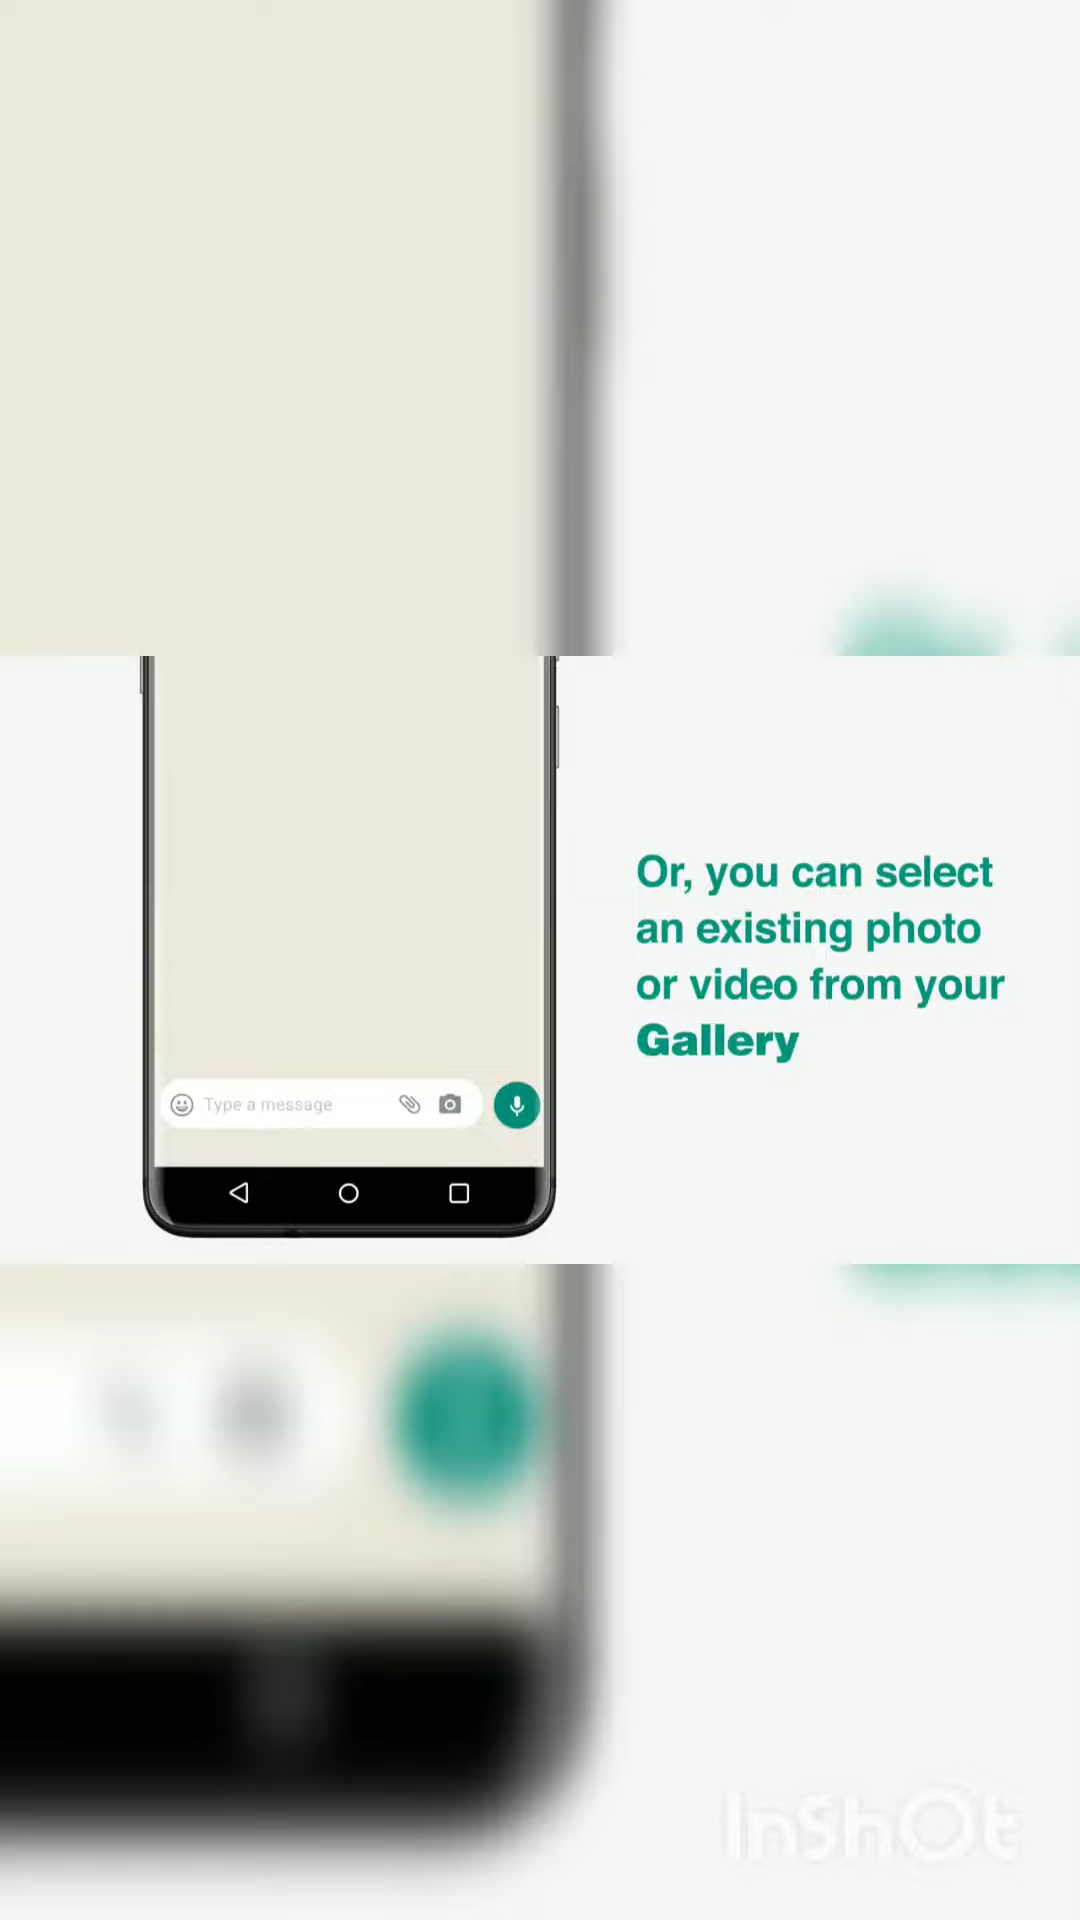 Or, you can select
an existing photo
or video from your
Gallery
Type a message
InShOt